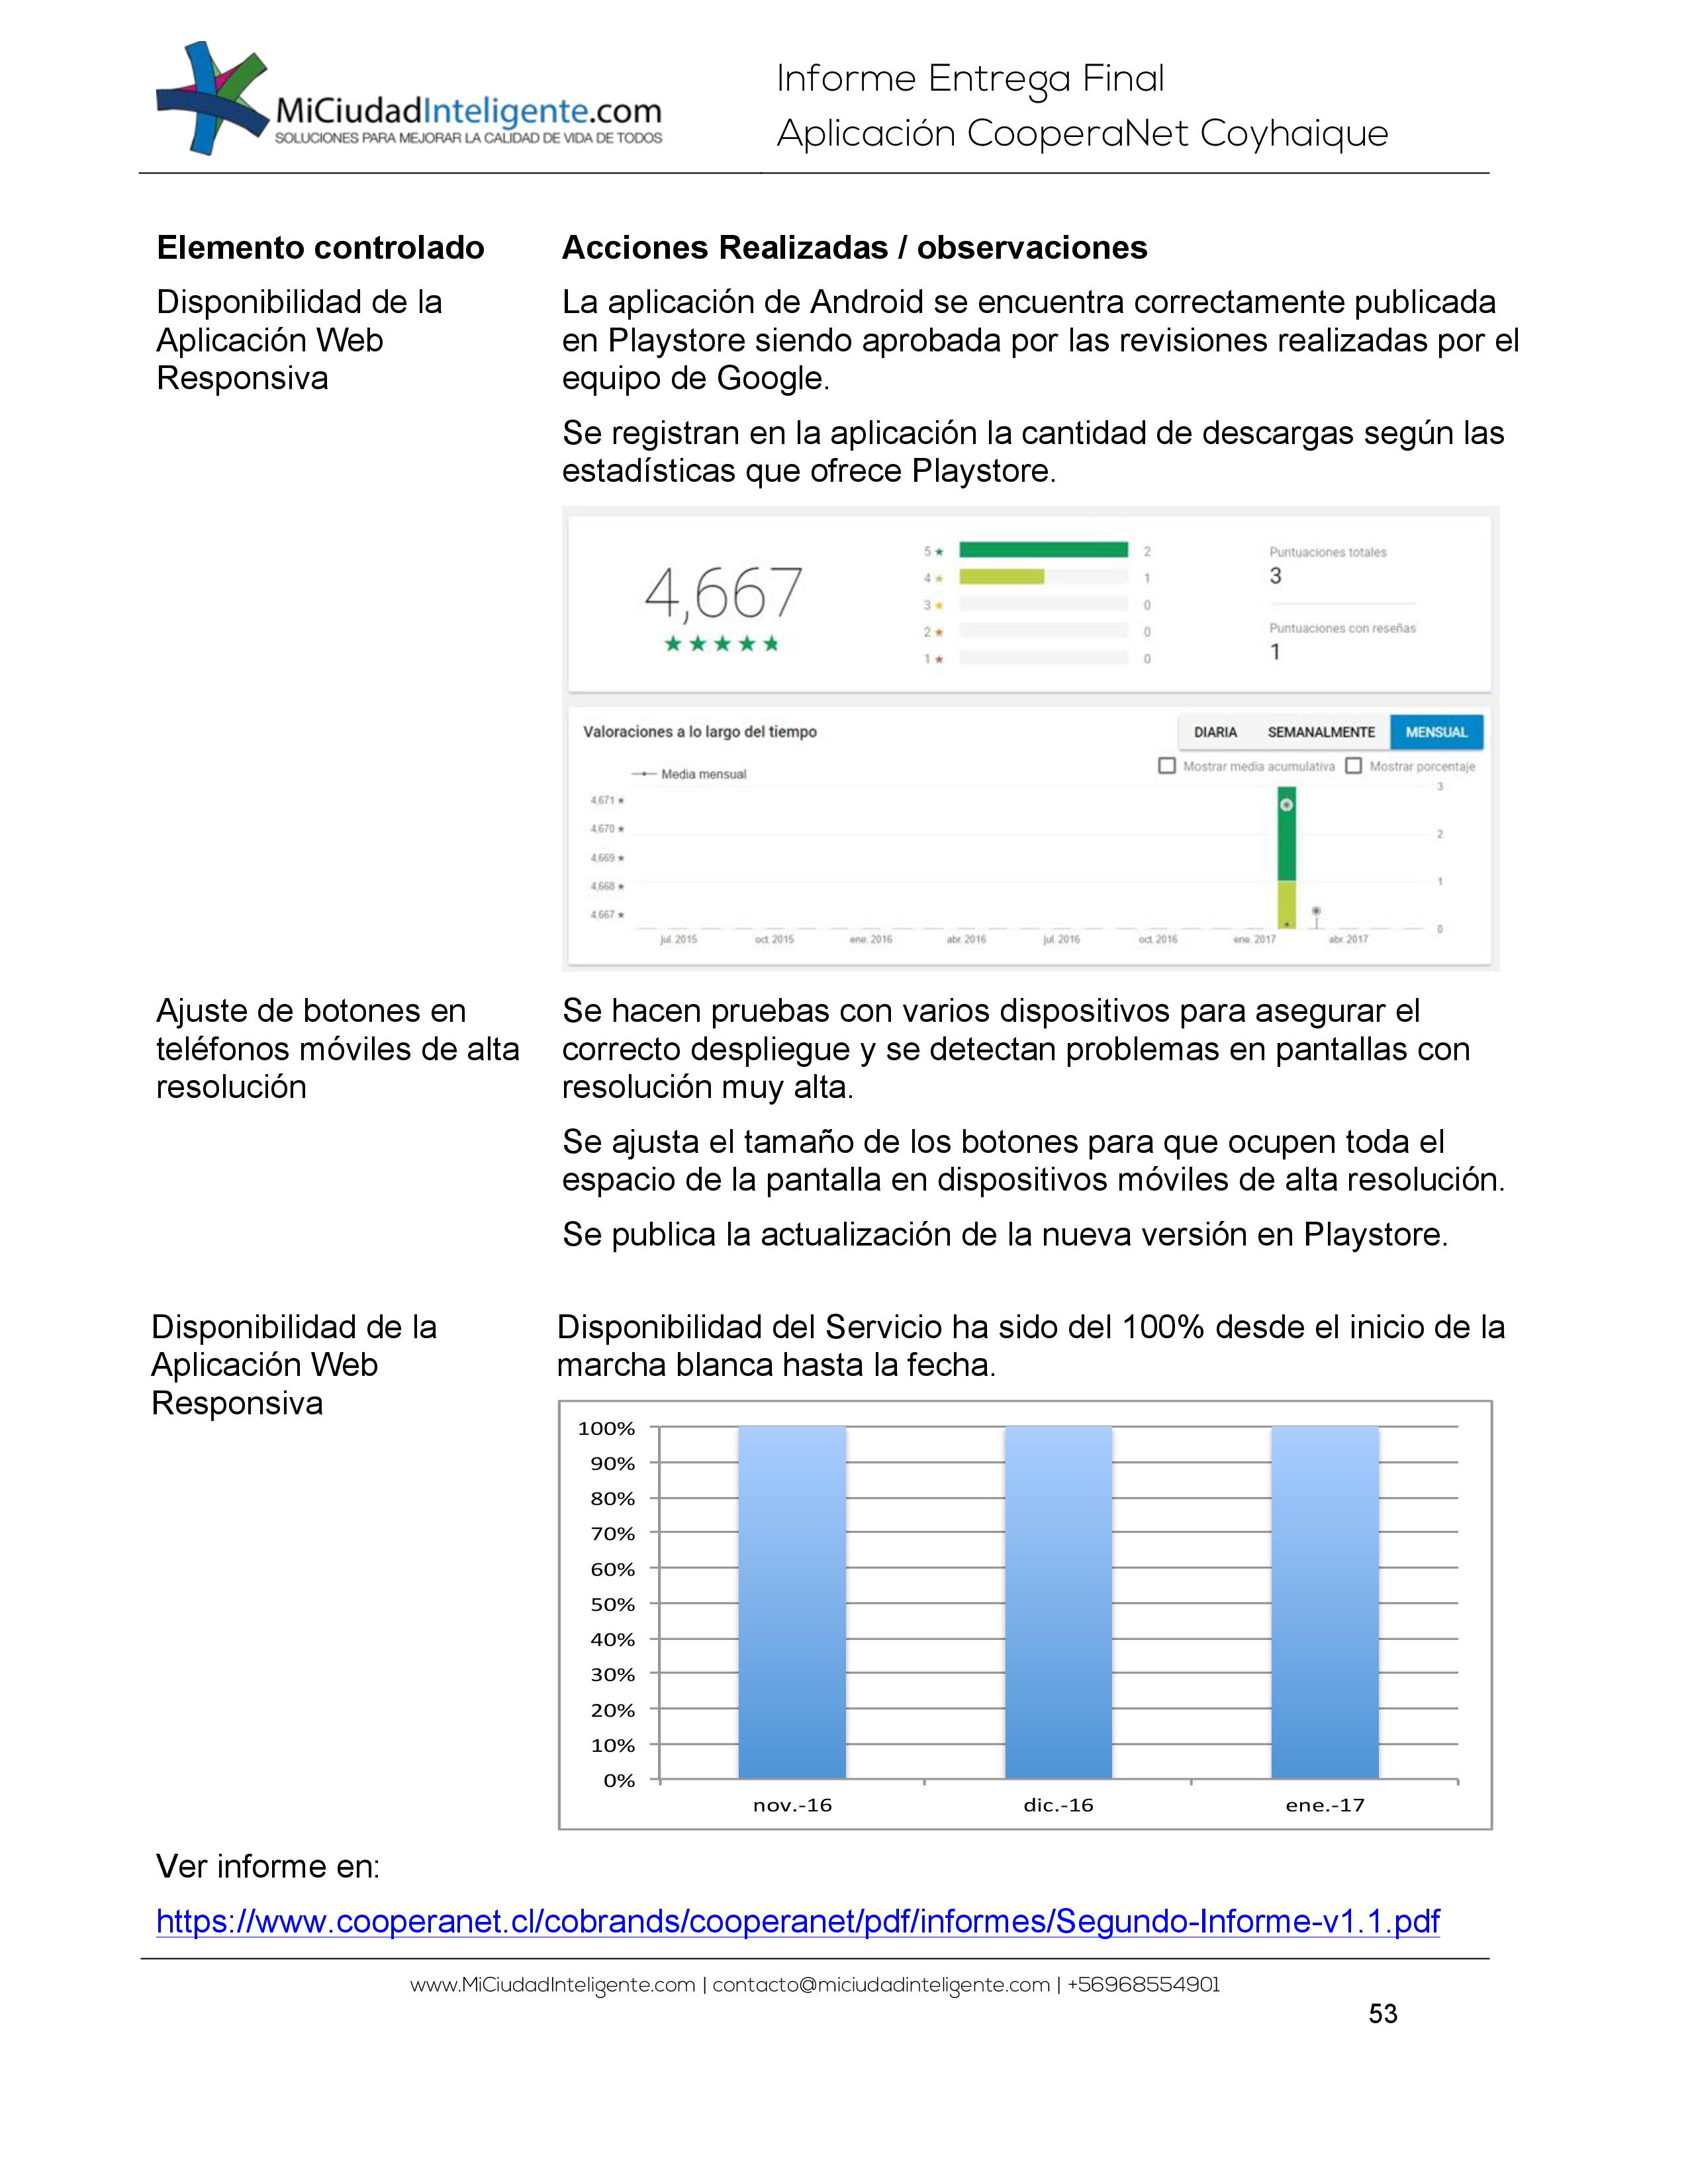 MiCiudadInteligente.com
SOLUCIONES PARA MEJORAR LA CALIDAD DE VIDA DE TODOS
Informe Entrega Final
Aplicación CooperaNet Coyhaique
Elemento controlado
Acciones Realizadas / observaciones
Disponibilidad de la
Aplicación Web
Responsiva
La aplicación de Android se encuentra correctamente publicada
en Playstore siendo aprobada por las revisiones realizadas por el
equipo de Google.
Se registran en la aplicación la cantidad de descargas según las
estadísticas que ofrece Playstore.
4,667
5 ★ 2
4 ★ 1
3 ★ 0
2 ★ 0
1 ★ 0
Puntuaciones totales
3
Puntuaciones con reseñas
1
Valoraciones a lo largo del tiempo
DIARIA SEMANALMENTE MENSUAL
Media mensual
Mostrar media acumulativa Mostrar porcentaje
4,671 ★
4,670 ★
4,669 ★
4,668 ★
4,667 ★
3
2
1
0
jul. 2015 oct. 2015 ene. 2016 abr. 2016 jul. 2016 oct. 2016 ene. 2017 abr. 2017
Ajuste de botones en
teléfonos móviles de alta
resolución
Se hacen pruebas con varios dispositivos para asegurar el
correcto despliegue y se detectan problemas en pantallas con
resolución muy alta.
Se ajusta el tamaño de los botones para que ocupen toda el
espacio de la pantalla en dispositivos móviles de alta resolución.
Se publica la actualización de la nueva versión en Playstore.
Disponibilidad de la
Aplicación Web
Responsiva
Disponibilidad del Servicio ha sido del 100% desde el inicio de la
marcha blanca hasta la fecha.
100%
90%
80%
70%
60%
50%
40%
30%
20%
10%
0%
nov.-16 dic.-16 ene.-17
Ver informe en:
https://www.cooperanet.cl/cobrands/cooperanet/pdf/informes/Segundo-Informe-v1.1.pdf
www.MiCiudadInteligente.com | contacto@miciudadinteligente.com | +56968554901
53